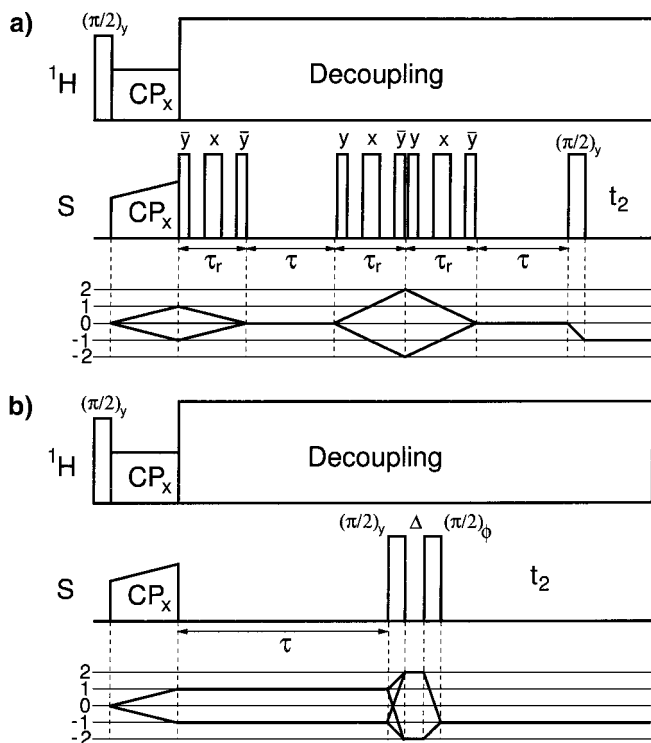 a)
(π/2)y
¹H
CPx
Decoupling
ȳ x ȳ y x ȳ y x ȳ (π/2)y
S
CPx
t₂
τr τ τr τr τ
2
1
0
-1
-2
b)
(π/2)y
¹H
CPx
Decoupling
(π/2)y Δ (π/2)ϕ
S
CPx
t₂
τ
2
1
0
-1
-2